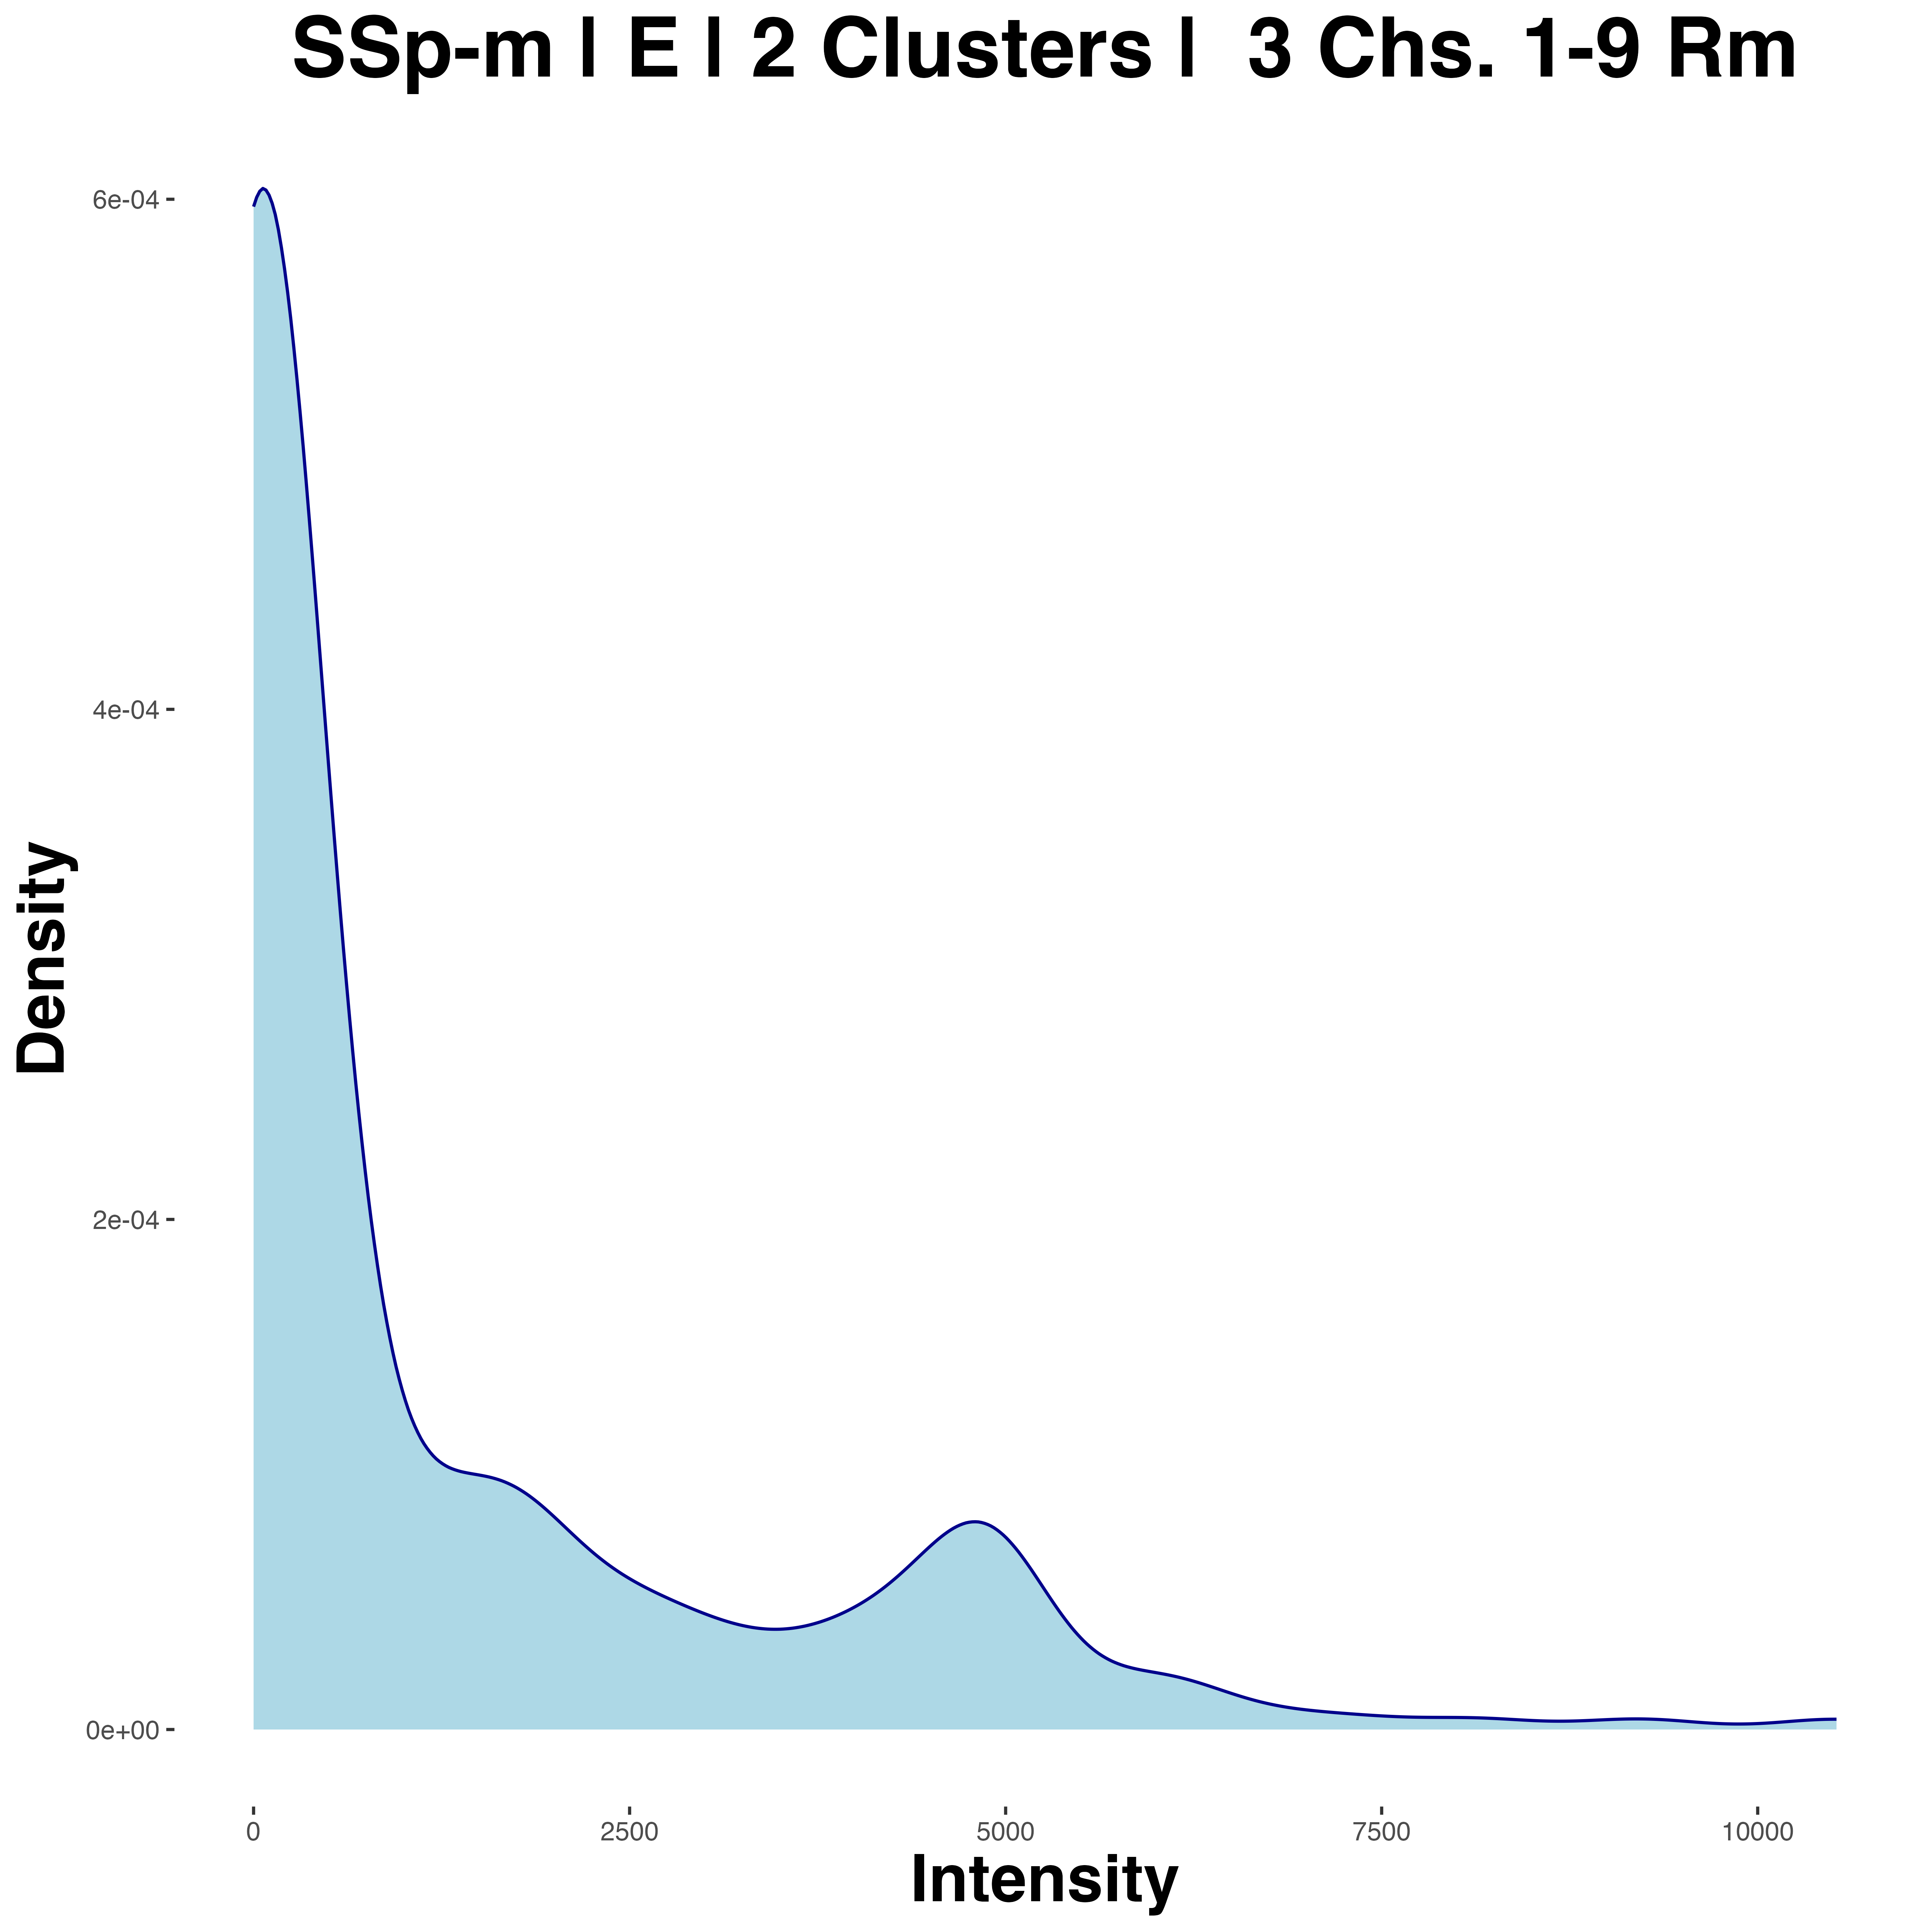 SSp-m | E | 2 Clusters |  3 Chs. 1-9 Rm
6e-04
4e-04
2e-04
0e+00
Density
0 2500 5000 7500 10000
Intensity